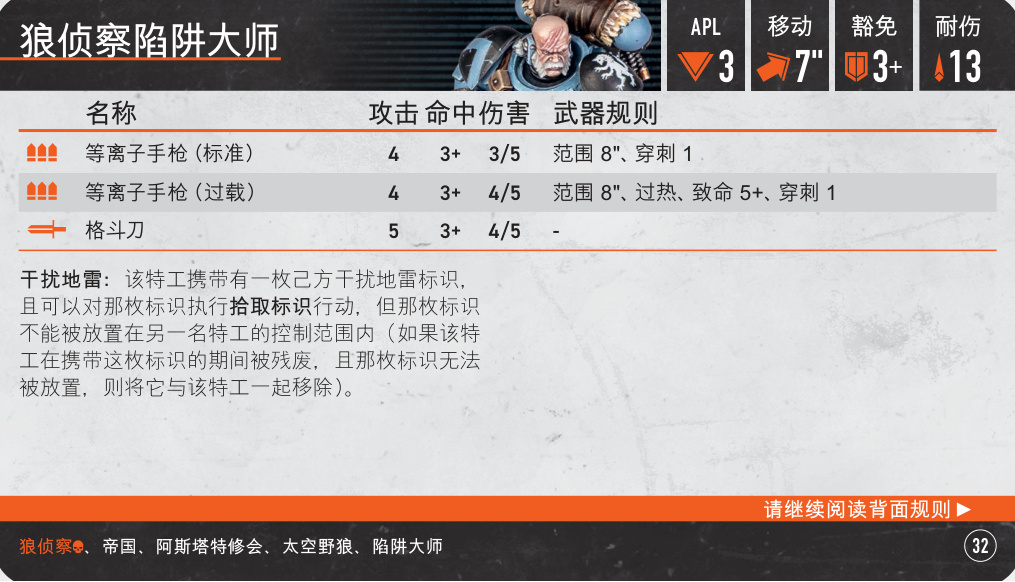 狼侦察陷阱大师
APL 移动 豁免 耐伤
3 7" 3+ 13
名称 攻击 命中 伤害 武器规则
等离子手枪（标准） 4 3+ 3/5 范围 8"、穿刺 1
等离子手枪（过载） 4 3+ 4/5 范围 8"、过热、致命 5+、穿刺 1
格斗刀 5 3+ 4/5 -
干扰地雷：该特工携带有一枚己方干扰地雷标识，
且可以对那枚标识执行拾取标识行动，但那枚标识
不能被放置在另一名特工的控制范围内（如果该特
工在携带这枚标识的期间被残废，且那枚标识无法
被放置，则将它与该特工一起移除）。
请继续阅读背面规则 ▶
狼侦察、帝国、阿斯塔特修会、太空野狼、陷阱大师
32